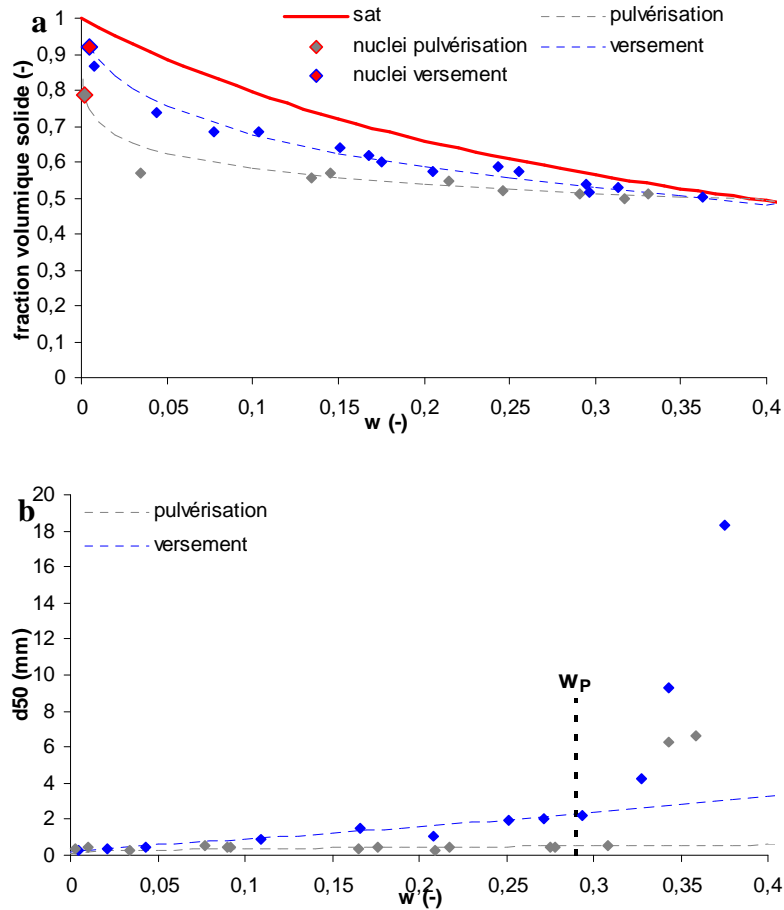 a
sat
pulvérisation
nuclei pulvérisation
versement
nuclei versement
fraction volumique solide (-)
1
0,9
0,8
0,7
0,6
0,5
0,4
0,3
0,2
0,1
0
0
0,05
0,1
0,15
0,2
0,25
0,3
0,35
0,4
w (-)
b
pulvérisation
versement
d50 (mm)
20
18
16
14
12
10
8
6
4
2
0
wP
0
0,05
0,1
0,15
0,2
0,25
0,3
0,35
0,4
w (-)